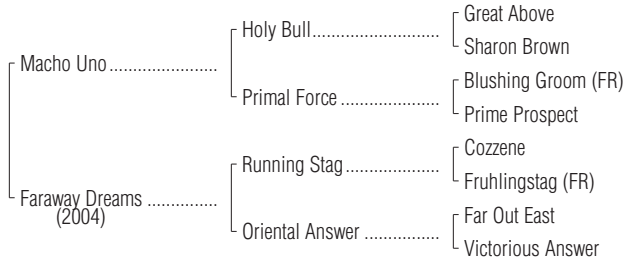 Great Above
Holy Bull
Sharon Brown
Macho Uno
Blushing Groom (FR)
Primal Force
Prime Prospect
Cozzene
Running Stag
Fruhlingstag (FR)
Faraway Dreams
(2004)
Far Out East
Oriental Answer
Victorious Answer